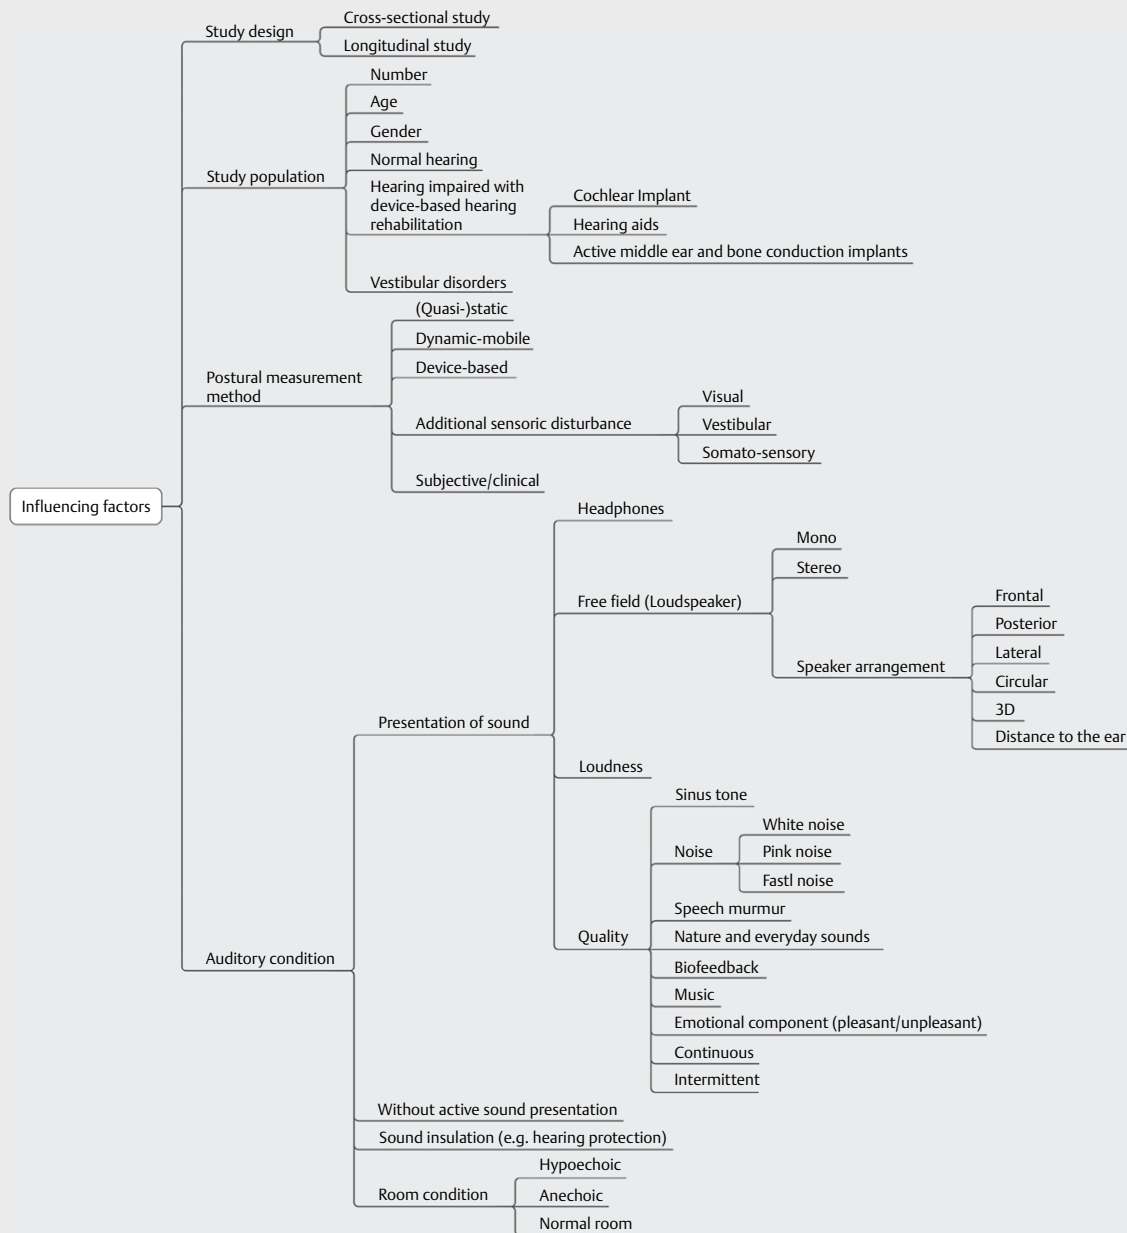 Study design
Cross-sectional study
Longitudinal study
Study population
Number
Age
Gender
Normal hearing
Hearing impaired with
device-based hearing
rehabilitation
Cochlear Implant
Hearing aids
Active middle ear and bone conduction implants
Vestibular disorders
Postural measurement
method
(Quasi-)static
Dynamic-mobile
Device-based
Additional sensoric disturbance
Visual
Vestibular
Somato-sensory
Subjective/clinical
Influencing factors
Auditory condition
Presentation of sound
Headphones
Free field (Loudspeaker)
Mono
Stereo
Speaker arrangement
Frontal
Posterior
Lateral
Circular
3D
Distance to the ear
Loudness
Quality
Sinus tone
Noise
White noise
Pink noise
Fastl noise
Speech murmur
Nature and everyday sounds
Biofeedback
Music
Emotional component (pleasant/unpleasant)
Continuous
Intermittent
Without active sound presentation
Sound insulation (e.g. hearing protection)
Room condition
Hypoechoic
Anechoic
Normal room